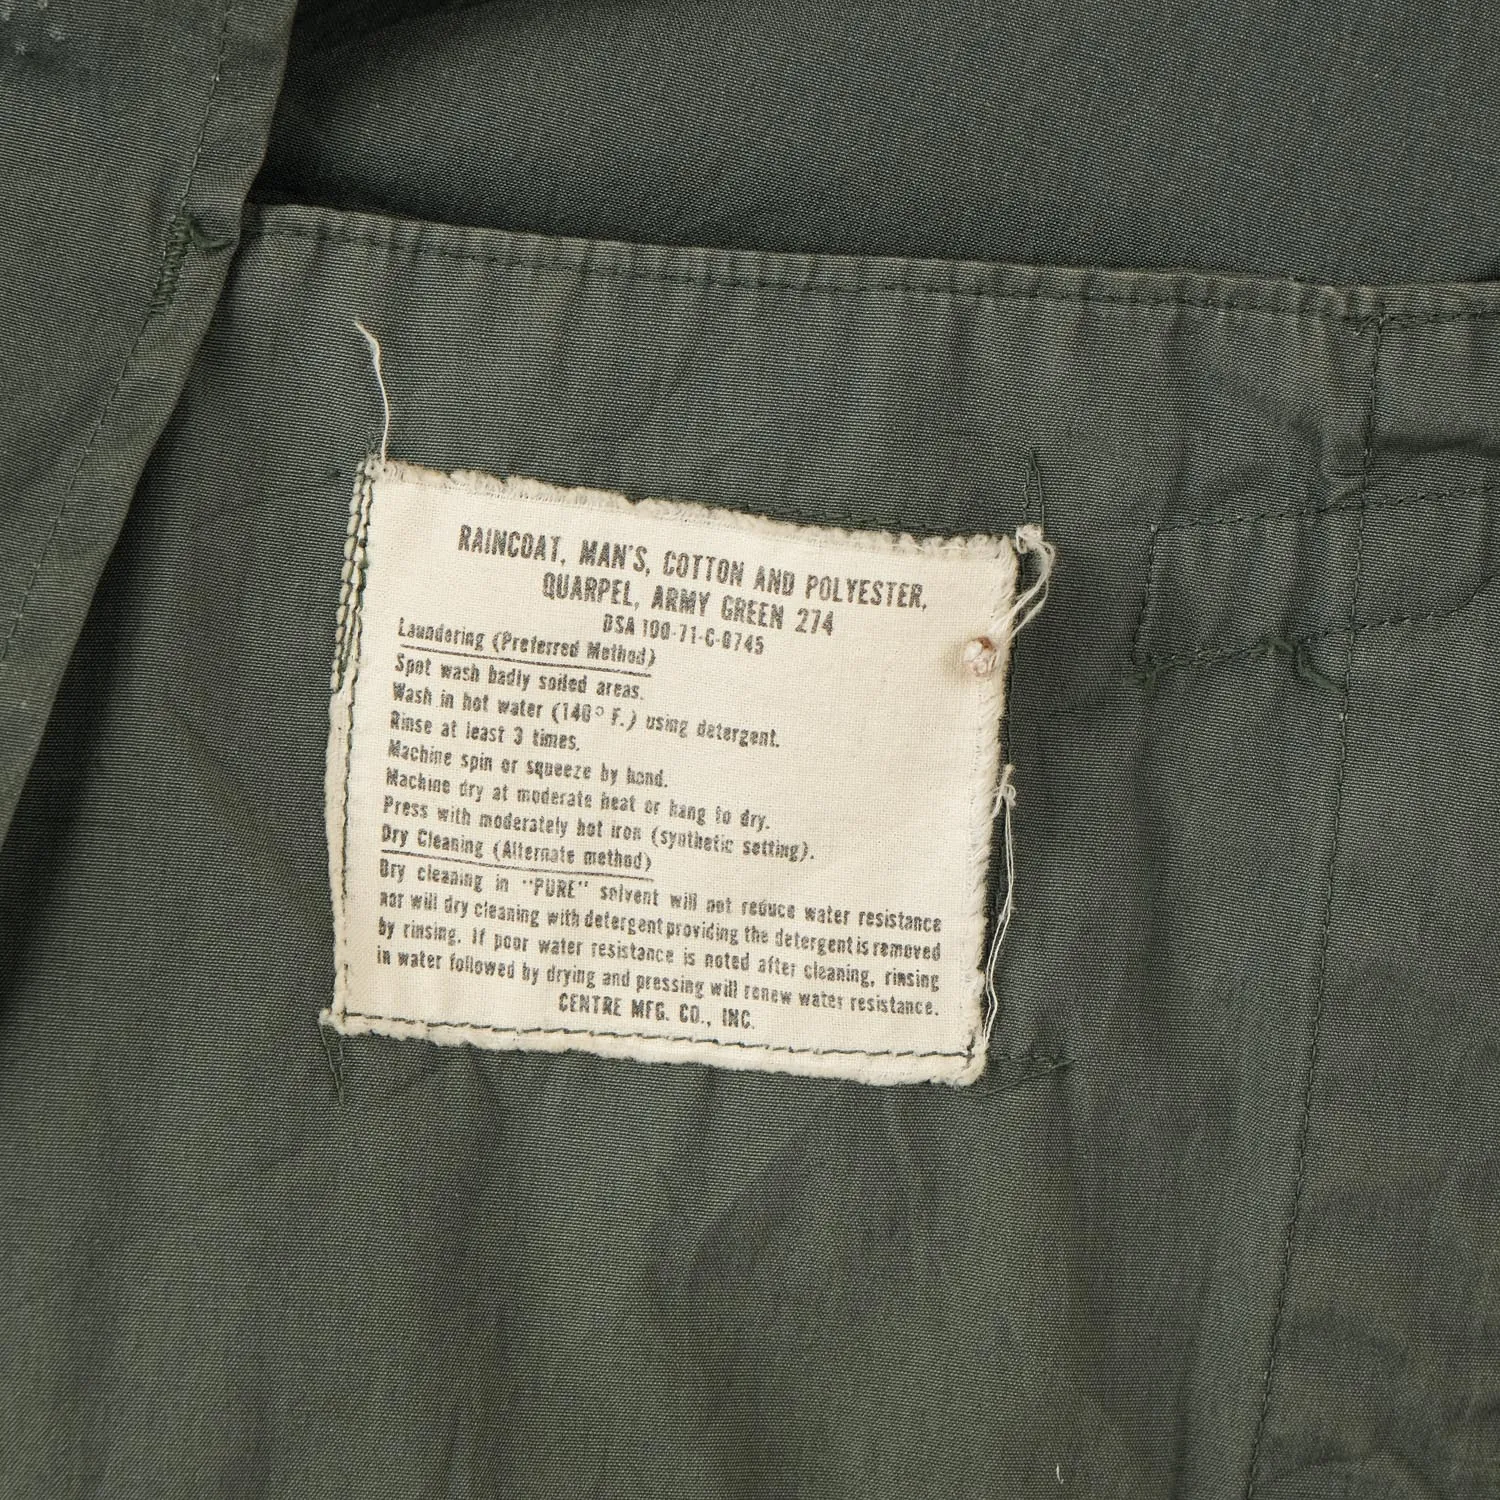 RAINCOAT, MAN'S, COTTON AND POLYESTER,
QUARPEL, ARMY GREEN 274
DSA 100-71-C-0745
Laundering (Preferred Method)
Spot wash badly soiled areas.
Wash in hot water (140° F.) using detergent.
Rinse at least 3 times.
Machine spin or squeeze by hand.
Machine dry at moderate heat or hang to dry.
Press with moderately hot iron (synthetic setting).
Dry Cleaning (Alternate method)
Dry cleaning in "PURE" solvent will not reduce water resistance
nor will dry cleaning with detergent providing the detergent is removed
by rinsing. If poor water resistance is noted after cleaning, rinsing
in water followed by drying and pressing will renew water resistance.
CENTRE MFG. CO., INC.